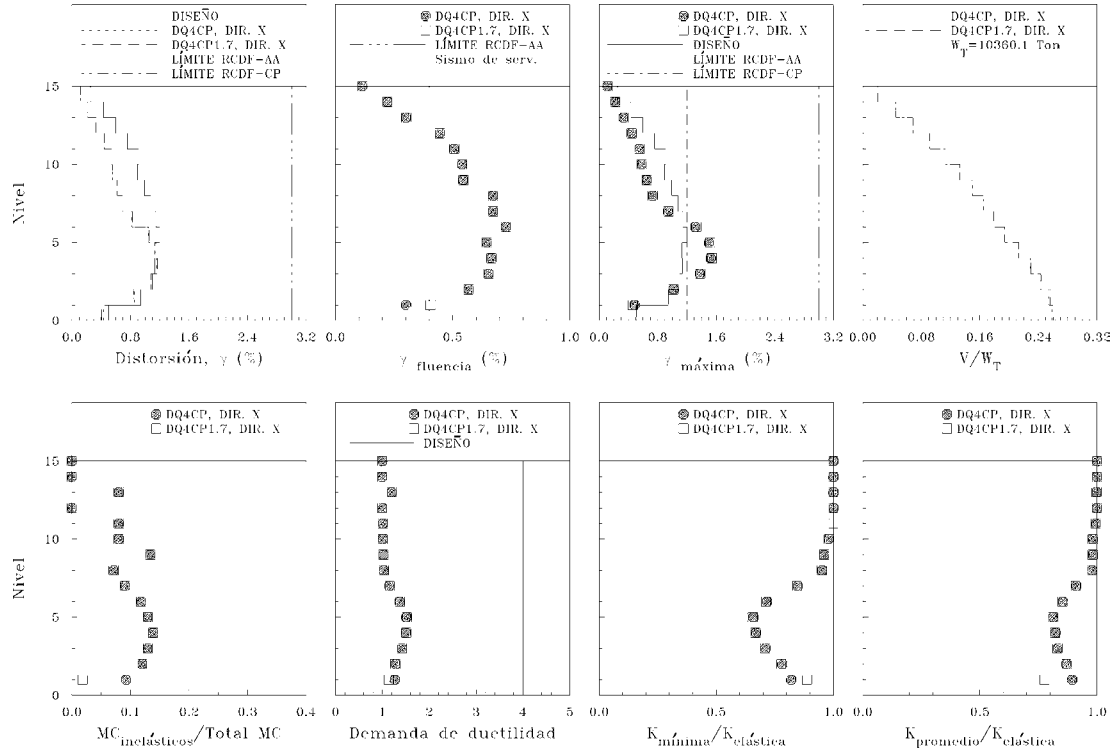 DISEÑO
DQ4CP, DIR. X
DQ4CP1.7, DIR. X
LÍMITE RCDF-AA
LÍMITE RCDF-CP
Nivel
15
10
5
0
0.0 0.8 1.6 2.4 3.2
Distorsión, γ (%)
DQ4CP, DIR. X
DQ4CP1.7, DIR. X
LÍMITE RCDF-AA
Sismo de serv.
0.0 0.5 1.0
γ fluencia (%)
DQ4CP, DIR. X
DQ4CP1.7, DIR. X
DISEÑO
LÍMITE RCDF-AA
LÍMITE RCDF-CP
0.0 0.8 1.6 2.4 3.2
γ máxima (%)
DQ4CP, DIR. X
DQ4CP1.7, DIR. X
W_T=10360.1 Ton
0.00 0.08 0.16 0.24 0.33
V/W_T
DQ4CP, DIR. X
DQ4CP1.7, DIR. X
Nivel
15
10
5
0
0.0 0.1 0.2 0.3 0.4
MC inelásticos/Total MC
DQ4CP, DIR. X
DQ4CP1.7, DIR. X
DISEÑO
0 1 2 3 4 5
Demanda de ductilidad
DQ4CP, DIR. X
DQ4CP1.7, DIR. X
0.0 0.5 1.0
K mínima/K elástica
DQ4CP, DIR. X
DQ4CP1.7, DIR. X
0.0 0.5 1.0
K promedio/K elástica